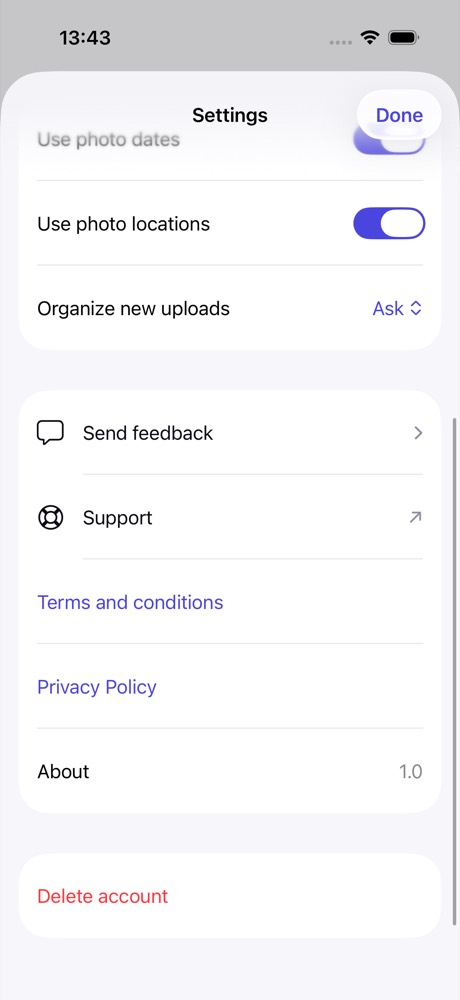 13:43
Settings
Done
Use photo dates
Use photo locations
Organize new uploads
Ask
Send feedback
Support
Terms and conditions
Privacy Policy
About
1.0
Delete account